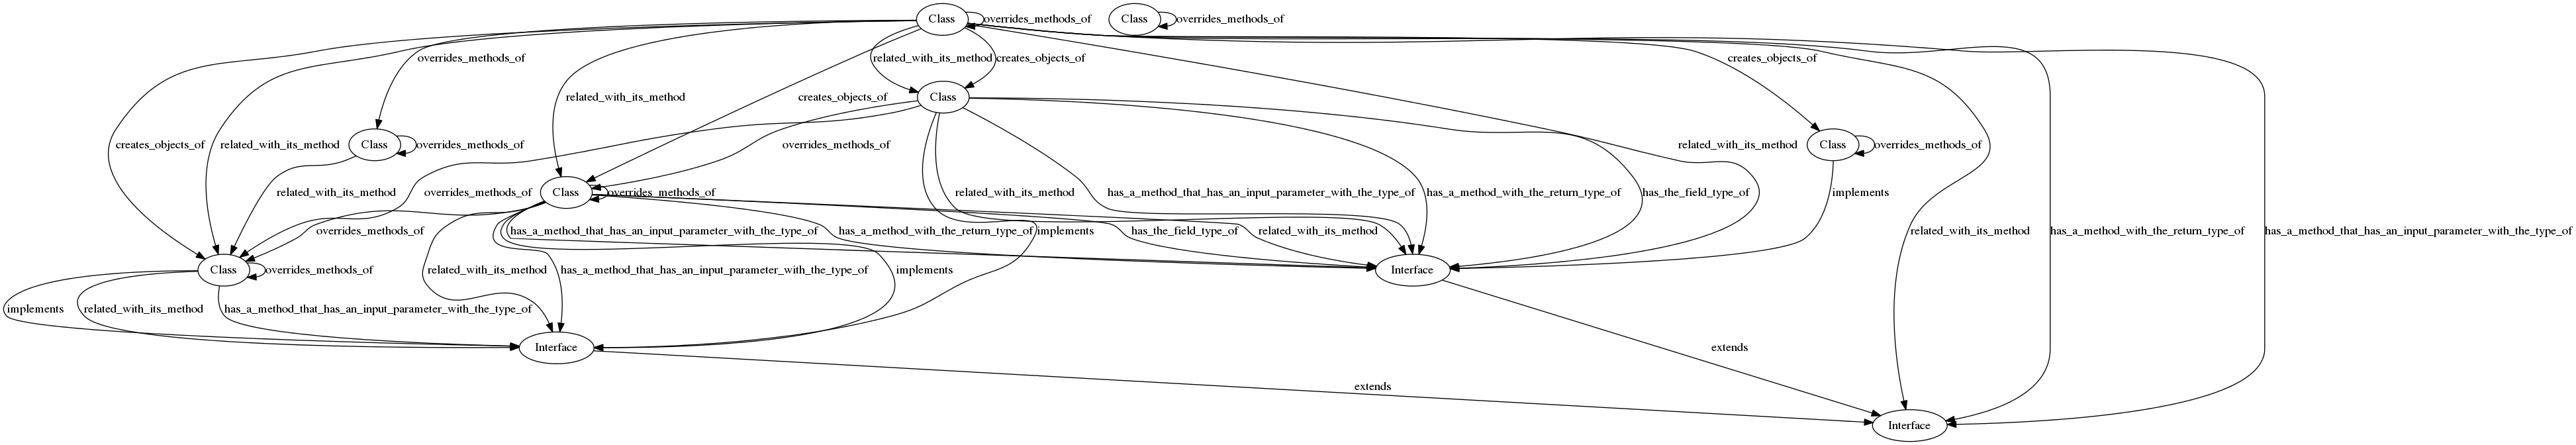 Class
overrides_methods_of
Class
overrides_methods_of
overrides_methods_of
related_with_its_method
creates_objects_of
creates_objects_of
related_with_its_method
creates_objects_of
Class
creates_objects_of
related_with_its_method
Class
overrides_methods_of
overrides_methods_of
related_with_its_method
Class
overrides_methods_of
related_with_its_method
overrides_methods_of
Class
overrides_methods_of
related_with_its_method
has_a_method_that_has_an_input_parameter_with_the_type_of
has_a_method_with_the_return_type_of
has_the_field_type_of
implements
overrides_methods_of
has_a_method_that_has_an_input_parameter_with_the_type_of
has_a_method_with_the_return_type_of
implements
has_the_field_type_of
related_with_its_method
related_with_its_method
has_a_method_with_the_return_type_of
has_a_method_that_has_an_input_parameter_with_the_type_of
Class
overrides_methods_of
related_with_its_method
has_a_method_that_has_an_input_parameter_with_the_type_of
implements
Interface
implements
related_with_its_method
has_a_method_that_has_an_input_parameter_with_the_type_of
Interface
extends
extends
Interface